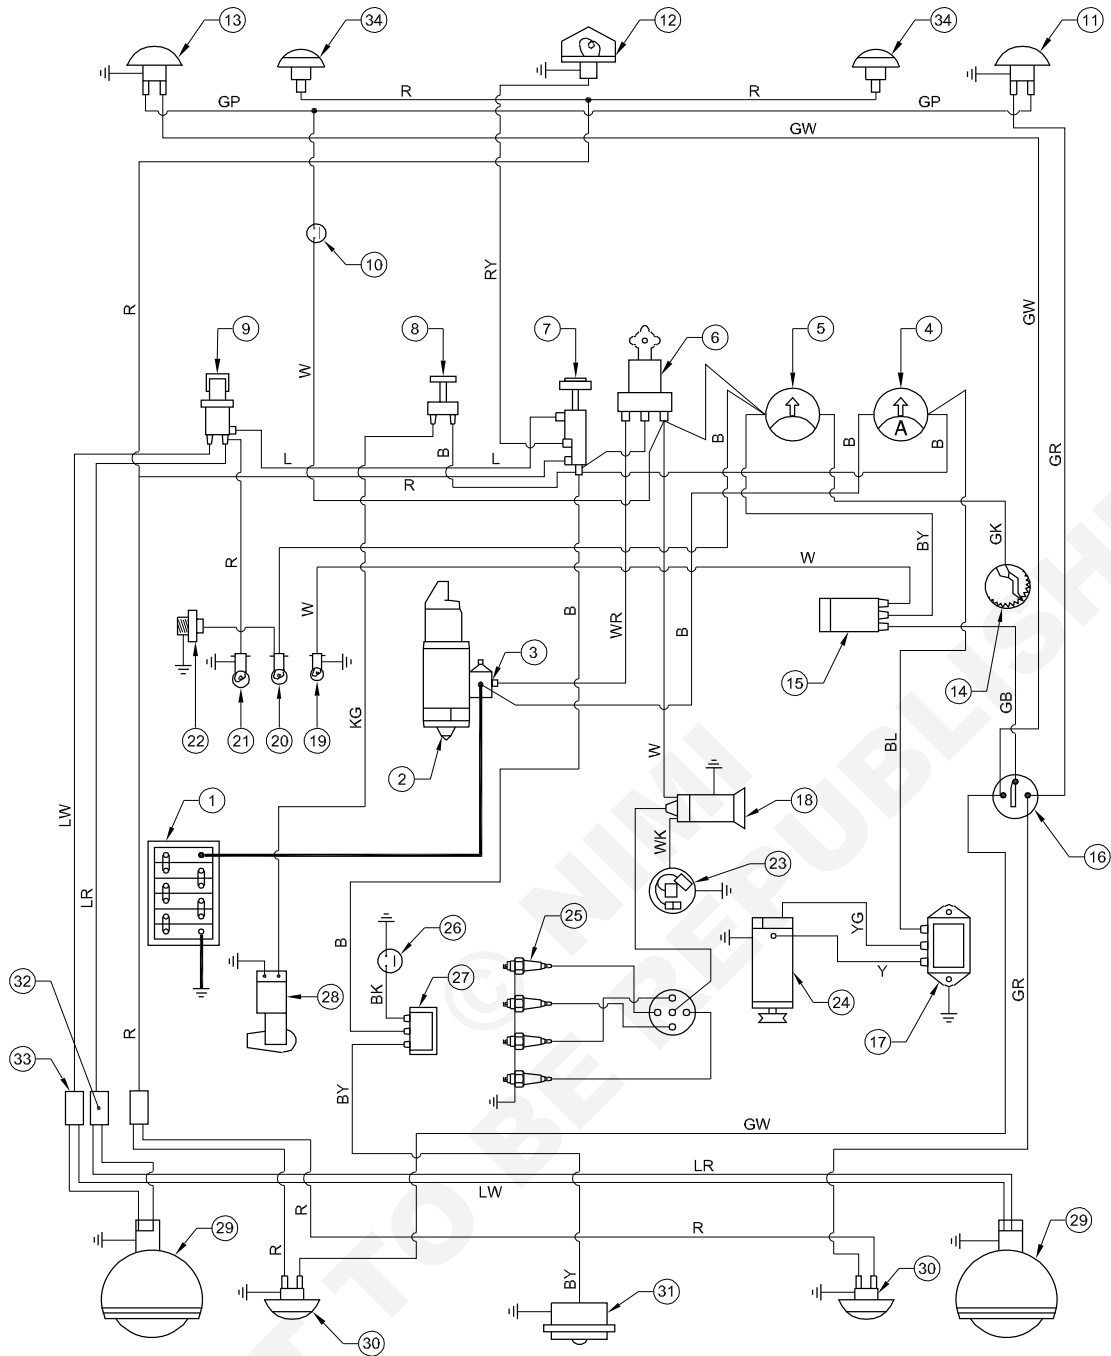 13
34
12
34
11
R
R
GP
GP
GW
10
RY
R
GW
9
8
7
6
5
4
W
A
GR
B
B
B
L
B
L
R
GK
BY
R
W
W
14
B
WR
B
3
15
22
21
20
19
KG
2
GB
BL
W
1
18
16
LW
WK
23
LR
25
B
26
YG
BK
27
Y
32
28
24
17
GR
33
R
BY
GW
LR
LW
R
R
R
29
29
BY
30
31
30
© NIMI
NOT TO BE REPUBLISHED